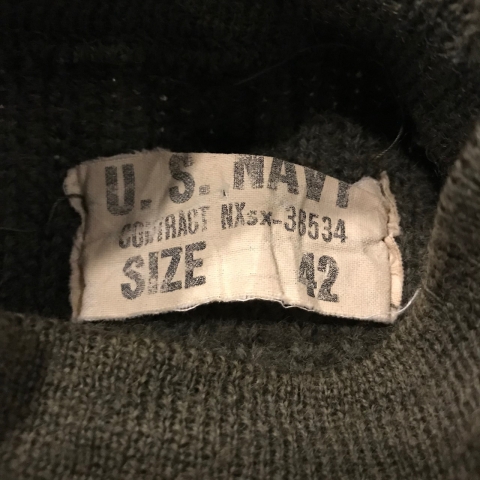 U. S. NAVY
CONTRACT NXsx-38534
SIZE 42